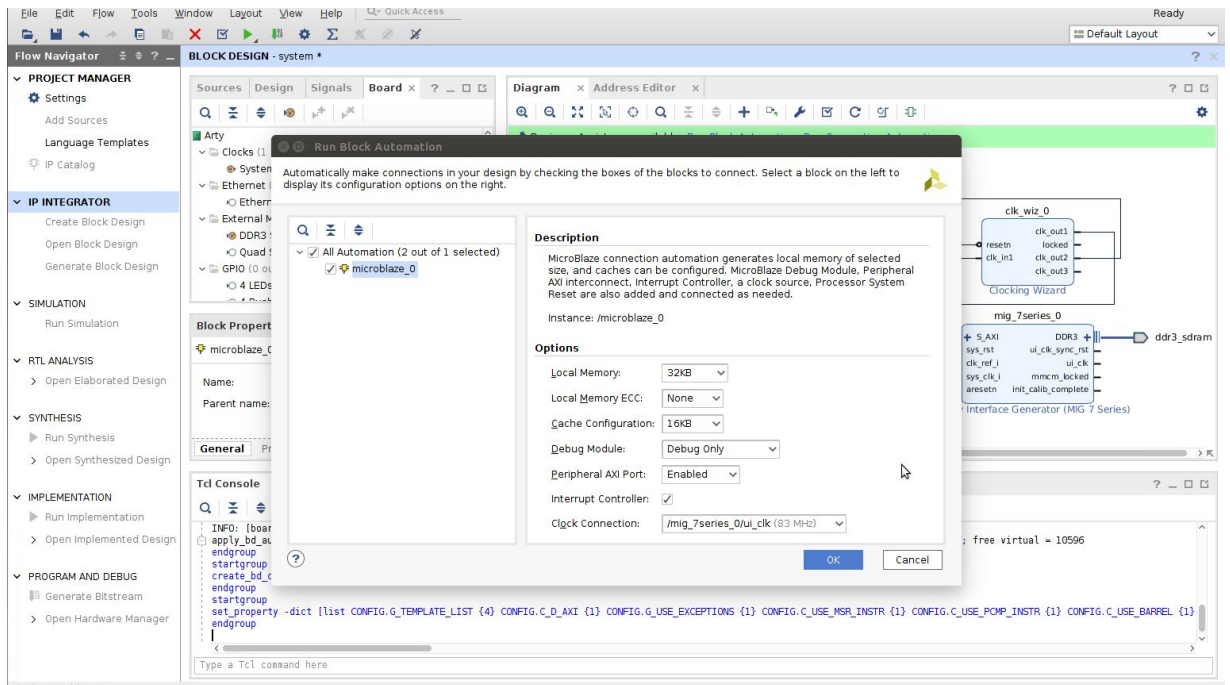 File Edit Flow Tools Window Layout View Help Q- Quick Access Ready
Default Layout
Flow Navigator
BLOCK DESIGN - system *
PROJECT MANAGER
Settings
Add Sources
Language Templates
IP Catalog
IP INTEGRATOR
Create Block Design
Open Block Design
Generate Block Design
SIMULATION
Run Simulation
RTL ANALYSIS
Open Elaborated Design
SYNTHESIS
Run Synthesis
Open Synthesized Design
IMPLEMENTATION
Run Implementation
Open Implemented Design
PROGRAM AND DEBUG
Generate Bitstream
Open Hardware Manager
Sources Design Signals Board
Arty
Clocks (1
System
Ethernet
Ethern
External M
DDR3
Quad
GPIO (0 ou
4 LEDs
Block Propert
microblaze_0
Name:
Parent name:
General
Diagram Address Editor
Run Block Automation
Automatically make connections in your design by checking the boxes of the blocks to connect. Select a block on the left to
display its configuration options on the right.
All Automation (2 out of 1 selected)
microblaze_0
Description
MicroBlaze connection automation generates local memory of selected
size, and caches can be configured. MicroBlaze Debug Module, Peripheral
AXI interconnect, Interrupt Controller, a clock source, Processor System
Reset are also added and connected as needed.
Instance: /microblaze_0
Options
Local Memory: 32KB
Local Memory ECC: None
Cache Configuration: 16KB
Debug Module: Debug Only
Peripheral AXI Port: Enabled
Interrupt Controller:
Clock Connection: /mig_7series_0/ui_clk (83 MHz)
OK Cancel
clk_wiz_0
clk_out1
resetn locked
clk_in1 clk_out2
clk_out3
Clocking Wizard
mig_7series_0
S_AXI DDR3
sys_rst ui_clk_sync_rst
clk_ref_i ui_clk
sys_clk_i mmcm_locked
aresetn init_calib_complete
Interface Generator (MIG 7 Series)
ddr3_sdram
Tcl Console
INFO: [boar
apply_bd_au ; free virtual = 10596
endgroup
startgroup
create_bd_c
endgroup
startgroup
set_property -dict [list CONFIG.G_TEMPLATE_LIST {4} CONFIG.C_D_AXI {1} CONFIG.G_USE_EXCEPTIONS {1} CONFIG.C_USE_MSR_INSTR {1} CONFIG.C_USE_PCMP_INSTR {1} CONFIG.C_USE_BARREL {1}
endgroup
Type a Tcl command here